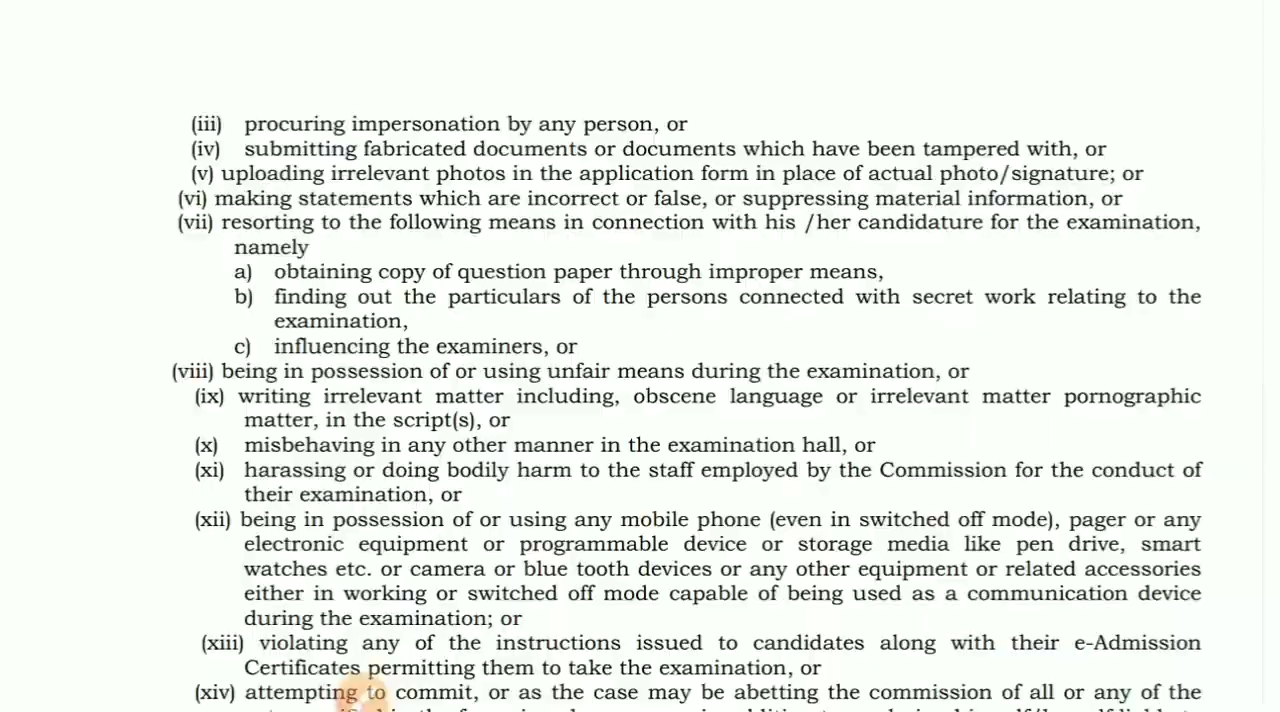 (iii) procuring impersonation by any person, or
(iv) submitting fabricated documents or documents which have been tampered with, or
(v) uploading irrelevant photos in the application form in place of actual photo/signature; or
(vi) making statements which are incorrect or false, or suppressing material information, or
(vii) resorting to the following means in connection with his /her candidature for the examination,
namely
a) obtaining copy of question paper through improper means,
b) finding out the particulars of the persons connected with secret work relating to the
examination,
c) influencing the examiners, or
(viii) being in possession of or using unfair means during the examination, or
(ix) writing irrelevant matter including, obscene language or irrelevant matter pornographic
matter, in the script(s), or
(x) misbehaving in any other manner in the examination hall, or
(xi) harassing or doing bodily harm to the staff employed by the Commission for the conduct of
their examination, or
(xii) being in possession of or using any mobile phone (even in switched off mode), pager or any
electronic equipment or programmable device or storage media like pen drive, smart
watches etc. or camera or blue tooth devices or any other equipment or related accessories
either in working or switched off mode capable of being used as a communication device
during the examination; or
(xiii) violating any of the instructions issued to candidates along with their e-Admission
Certificates permitting them to take the examination, or
(xiv) attempting to commit, or as the case may be abetting the commission of all or any of the